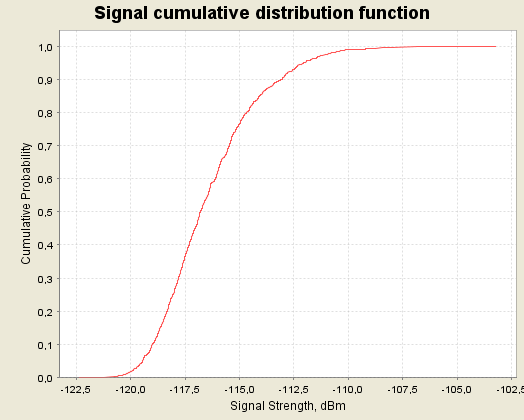 Signal cumulative distribution function
1,0
0,9
0,8
0,7
0,6
0,5
0,4
0,3
0,2
0,1
0,0
Cumulative Probability
-122,5 -120,0 -117,5 -115,0 -112,5 -110,0 -107,5 -105,0 -102,5
Signal Strength, dBm